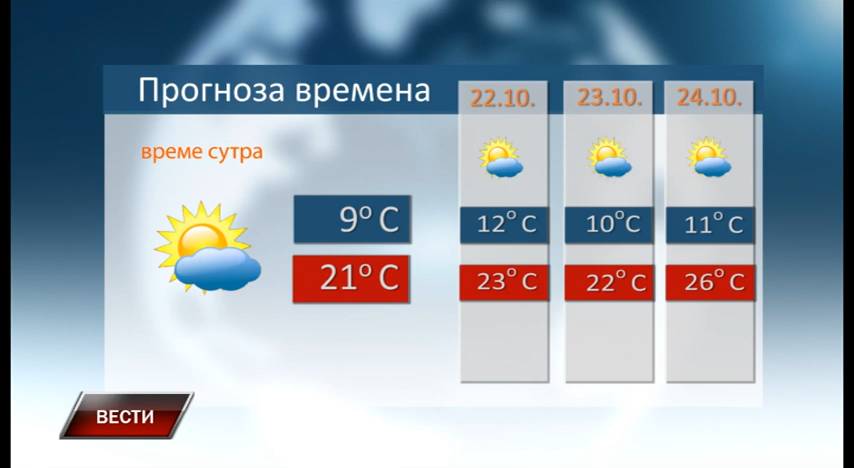 Прогноза времена
време сутра
9° C
21° C
22.10.
12° C
23° C
23.10.
10°C
22° C
24.10.
11° C
26° C
ВЕСТИ